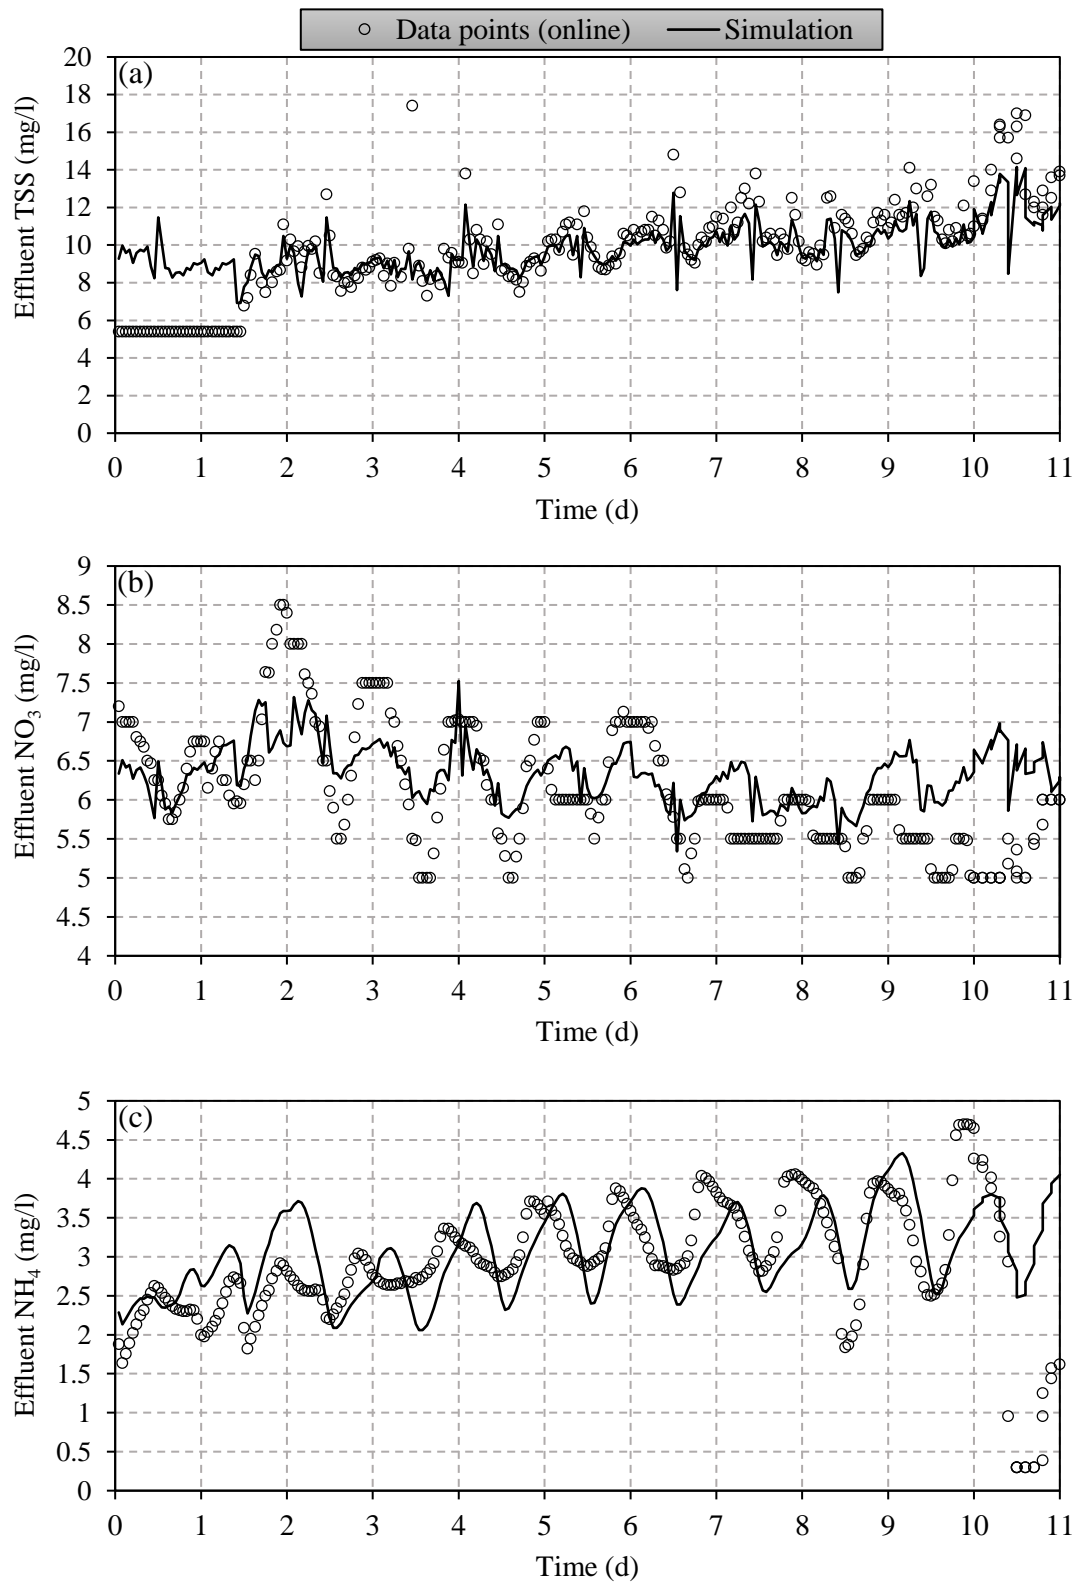 Data points (online) Simulation
(a)
Effluent TSS (mg/l)
20
18
16
14
12
10
8
6
4
2
0
0 1 2 3 4 5 6 7 8 9 10 11
Time (d)
(b)
Effluent NO3 (mg/l)
9
8.5
8
7.5
7
6.5
6
5.5
5
4.5
4
0 1 2 3 4 5 6 7 8 9 10 11
Time (d)
(c)
Effluent NH4 (mg/l)
5
4.5
4
3.5
3
2.5
2
1.5
1
0.5
0
0 1 2 3 4 5 6 7 8 9 10 11
Time (d)